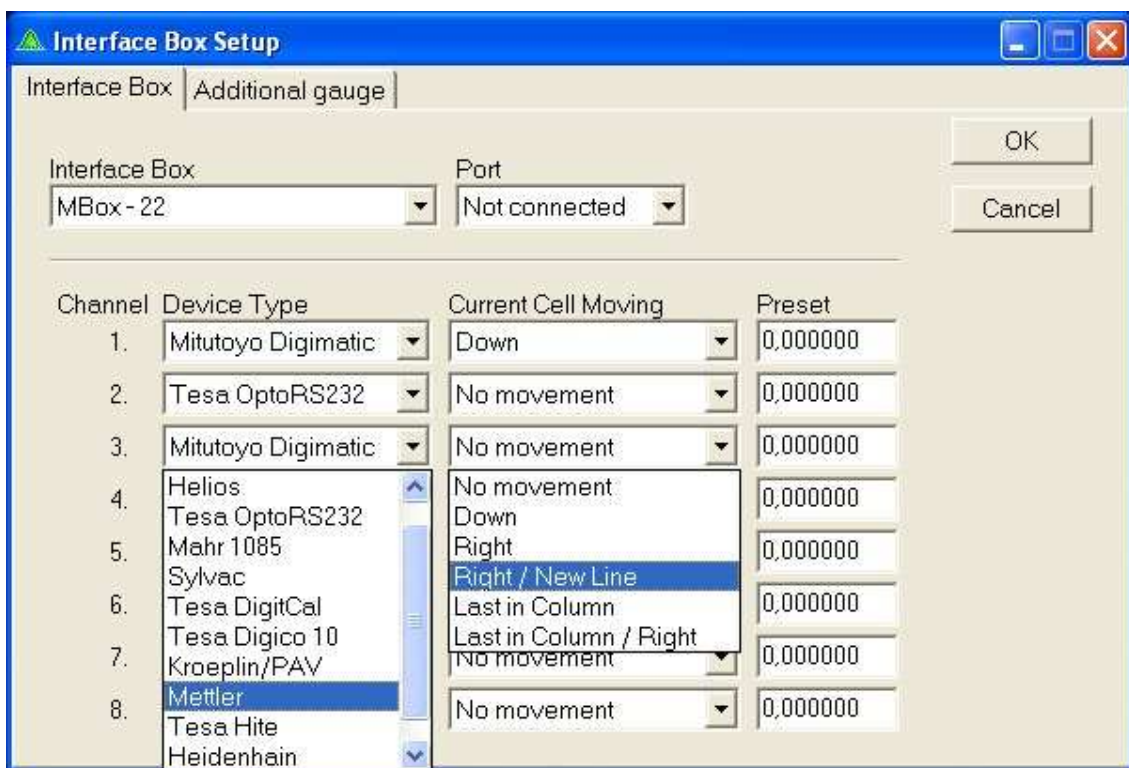 Interface Box Setup
Interface Box Additional gauge
OK
Interface Box Port
MBox - 22 Not connected
Cancel
Channel Device Type Current Cell Moving Preset
1. Mitutoyo Digimatic Down 0,000000
2. Tesa OptoRS232 No movement 0,000000
3. Mitutoyo Digimatic No movement 0,000000
Helios No movement
4. 0,000000
Tesa OptoRS232 Down
Mahr 1085 Right
5. 0,000000
Sylvac Right / New Line
6. Tesa DigitCal Last in Column 0,000000
Tesa Digico 10 Last in Column / Right
7. Kroeplin/PAV No movement 0,000000
Mettler
8. No movement 0,000000
Tesa Hite
Heidenhain